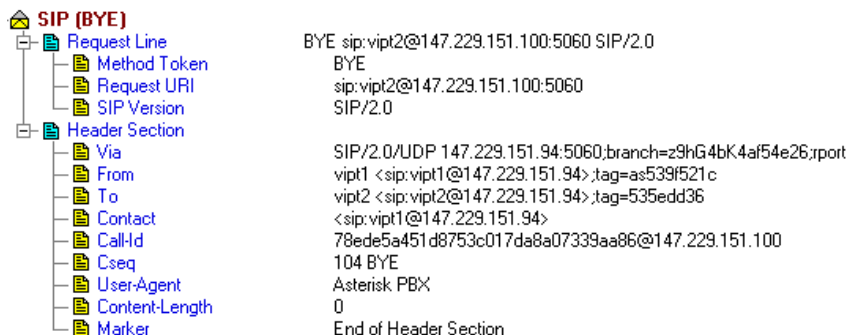 SIP (BYE)
Request Line BYE sip:vipt2@147.229.151.100:5060 SIP/2.0
Method Token BYE
Request URI sip:vipt2@147.229.151.100:5060
SIP Version SIP/2.0
Header Section
Via SIP/2.0/UDP 147.229.151.94:5060;branch=z9hG4bK4af54e26;rport
From vipt1 <sip:vipt1@147.229.151.94>;tag=as539f521c
To vipt2 <sip:vipt2@147.229.151.94>;tag=535edd36
Contact <sip:vipt1@147.229.151.94>
Call-Id 78ede5a451d8753c017da8a07339aa86@147.229.151.100
Cseq 104 BYE
User-Agent Asterisk PBX
Content-Length 0
Marker End of Header Section